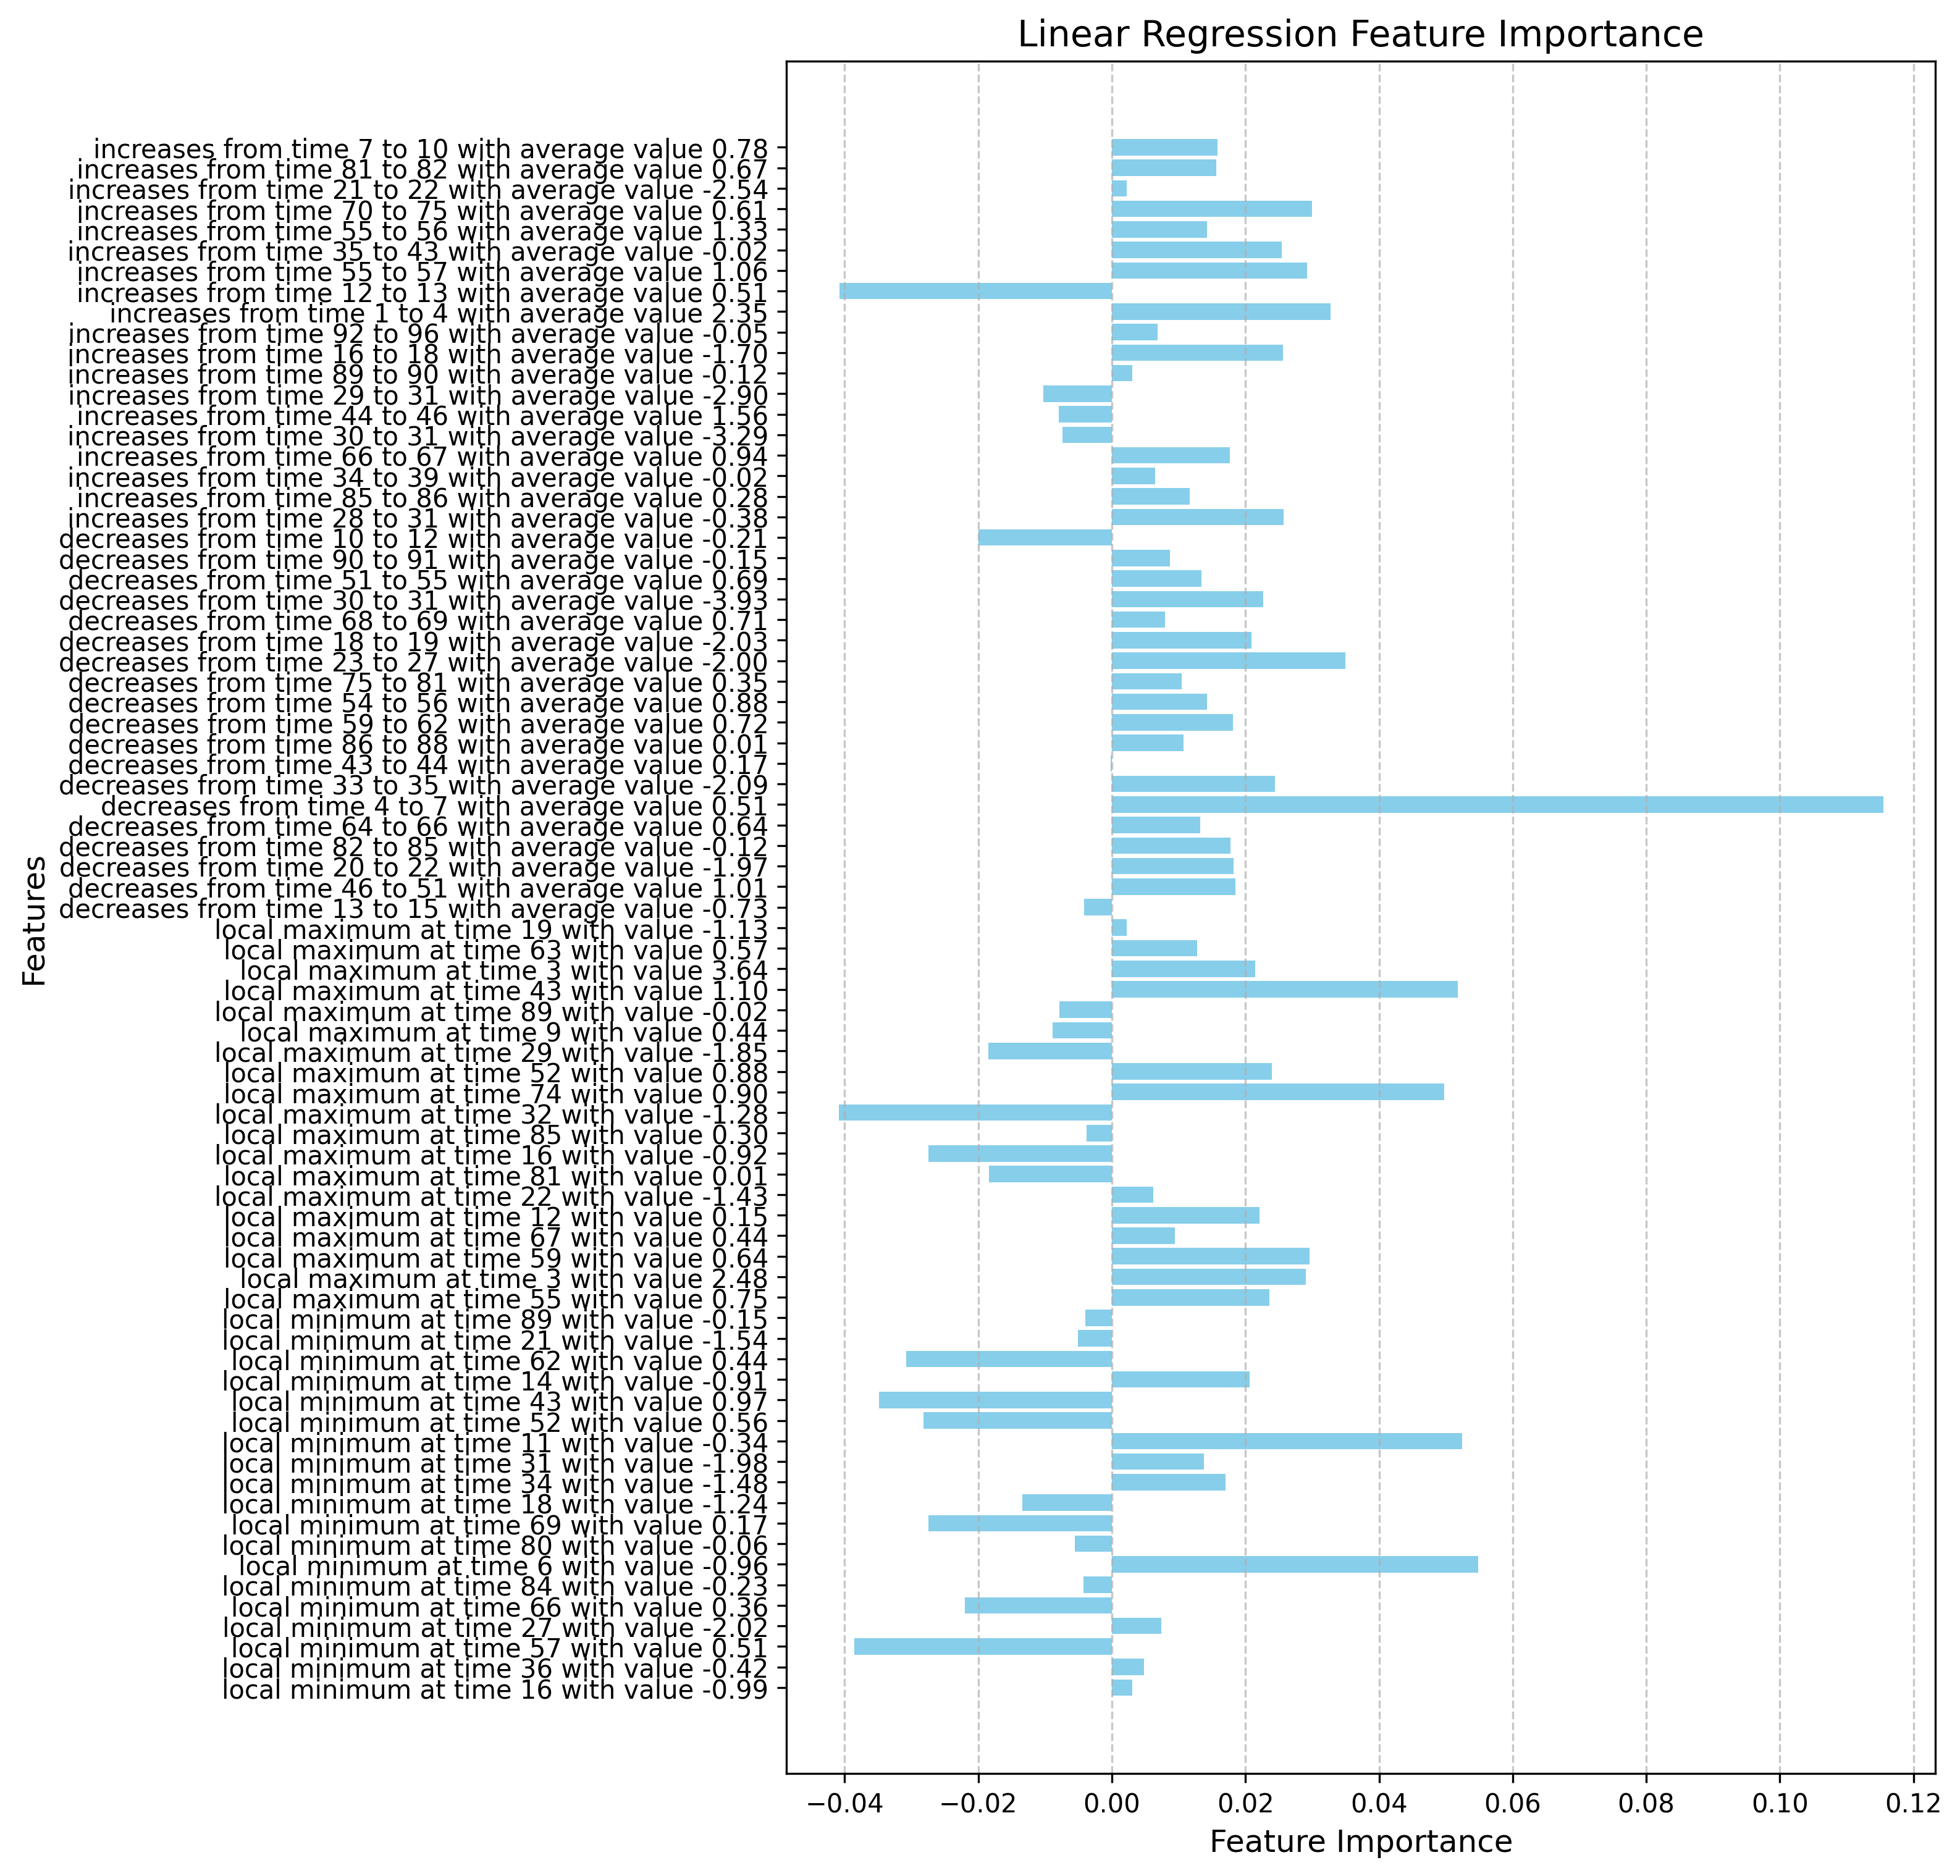 Linear Regression Feature Importance
increases from time 7 to 10 with average value 0.78
increases from time 81 to 82 with average value 0.67
increases from time 21 to 22 with average value -2.54
increases from time 70 to 75 with average value 0.61
increases from time 55 to 56 with average value 1.33
increases from time 35 to 43 with average value -0.02
increases from time 55 to 57 with average value 1.06
increases from time 12 to 13 with average value 0.51
increases from time 1 to 4 with average value 2.35
increases from time 92 to 96 with average value -0.05
increases from time 16 to 18 with average value -1.70
increases from time 89 to 90 with average value -0.12
increases from time 29 to 31 with average value -2.90
increases from time 44 to 46 with average value 1.56
increases from time 30 to 31 with average value -3.29
increases from time 66 to 67 with average value 0.94
increases from time 34 to 39 with average value -0.02
increases from time 85 to 86 with average value 0.28
increases from time 28 to 31 with average value -0.38
decreases from time 10 to 12 with average value -0.21
decreases from time 90 to 91 with average value -0.15
decreases from time 51 to 55 with average value 0.69
decreases from time 30 to 31 with average value -3.93
decreases from time 68 to 69 with average value 0.71
decreases from time 18 to 19 with average value -2.03
decreases from time 23 to 27 with average value -2.00
decreases from time 75 to 81 with average value 0.35
decreases from time 54 to 56 with average value 0.88
decreases from time 59 to 62 with average value 0.72
decreases from time 86 to 88 with average value 0.01
decreases from time 43 to 44 with average value 0.17
decreases from time 33 to 35 with average value -2.09
decreases from time 4 to 7 with average value 0.51
decreases from time 64 to 66 with average value 0.64
decreases from time 82 to 85 with average value -0.12
decreases from time 20 to 22 with average value -1.97
decreases from time 46 to 51 with average value 1.01
decreases from time 13 to 15 with average value -0.73
local maximum at time 19 with value -1.13
local maximum at time 63 with value 0.57
local maximum at time 3 with value 3.64
local maximum at time 43 with value 1.10
local maximum at time 89 with value -0.02
local maximum at time 9 with value 0.44
local maximum at time 29 with value -1.85
local maximum at time 52 with value 0.88
local maximum at time 74 with value 0.90
local maximum at time 32 with value -1.28
local maximum at time 85 with value 0.30
local maximum at time 16 with value -0.92
local maximum at time 81 with value 0.01
local maximum at time 22 with value -1.43
local maximum at time 12 with value 0.15
local maximum at time 67 with value 0.44
local maximum at time 59 with value 0.64
local maximum at time 3 with value 2.48
local maximum at time 55 with value 0.75
local minimum at time 89 with value -0.15
local minimum at time 21 with value -1.54
local minimum at time 62 with value 0.44
local minimum at time 14 with value -0.91
local minimum at time 43 with value 0.97
local minimum at time 52 with value 0.56
local minimum at time 11 with value -0.34
local minimum at time 31 with value -1.98
local minimum at time 34 with value -1.48
local minimum at time 18 with value -1.24
local minimum at time 69 with value 0.17
local minimum at time 80 with value -0.06
local minimum at time 6 with value -0.96
local minimum at time 84 with value -0.23
local minimum at time 66 with value 0.36
local minimum at time 27 with value -2.02
local minimum at time 57 with value 0.51
local minimum at time 36 with value -0.42
local minimum at time 16 with value -0.99
Features
−0.04 −0.02 0.00 0.02 0.04 0.06 0.08 0.10 0.12
Feature Importance